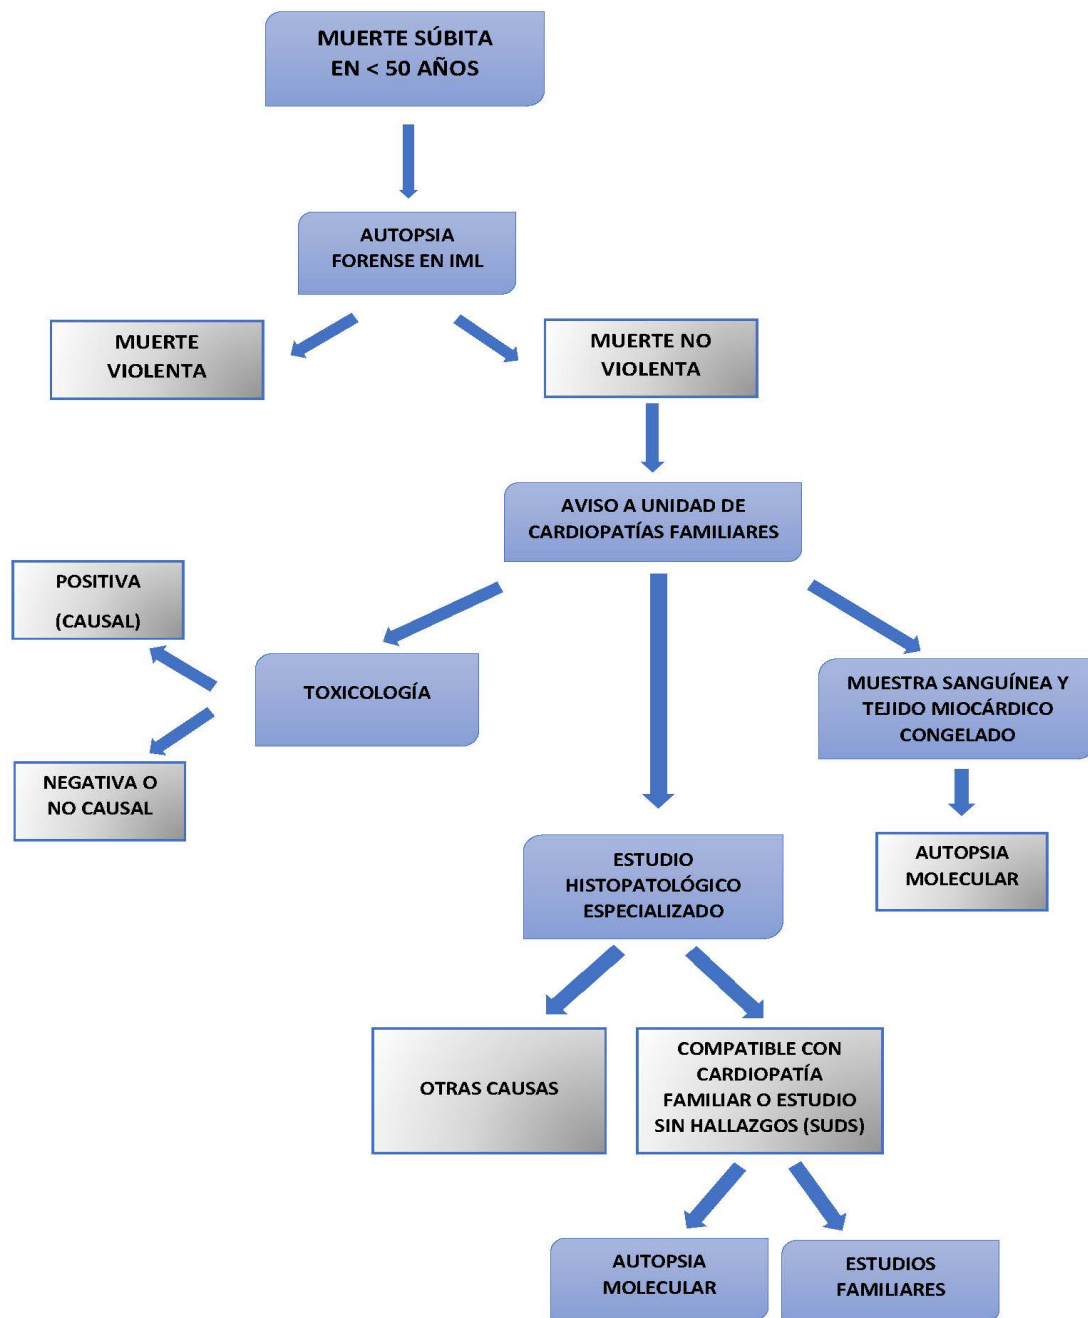 MUERTE SÚBITA
EN < 50 AÑOS
AUTOPSIA
FORENSE EN IML
MUERTE
VIOLENTA
MUERTE NO
VIOLENTA
AVISO A UNIDAD DE
CARDIOPATÍAS FAMILIARES
POSITIVA
(CAUSAL)
TOXICOLOGÍA
MUESTRA SANGUÍNEA Y
TEJIDO MIOCÁRDICO
CONGELADO
NEGATIVA O
NO CAUSAL
ESTUDIO
HISTOPATOLÓGICO
ESPECIALIZADO
AUTOPSIA
MOLECULAR
OTRAS CAUSAS
COMPATIBLE CON
CARDIOPATÍA
FAMILIAR O ESTUDIO
SIN HALLAZGOS (SUDS)
AUTOPSIA
MOLECULAR
ESTUDIOS
FAMILIARES